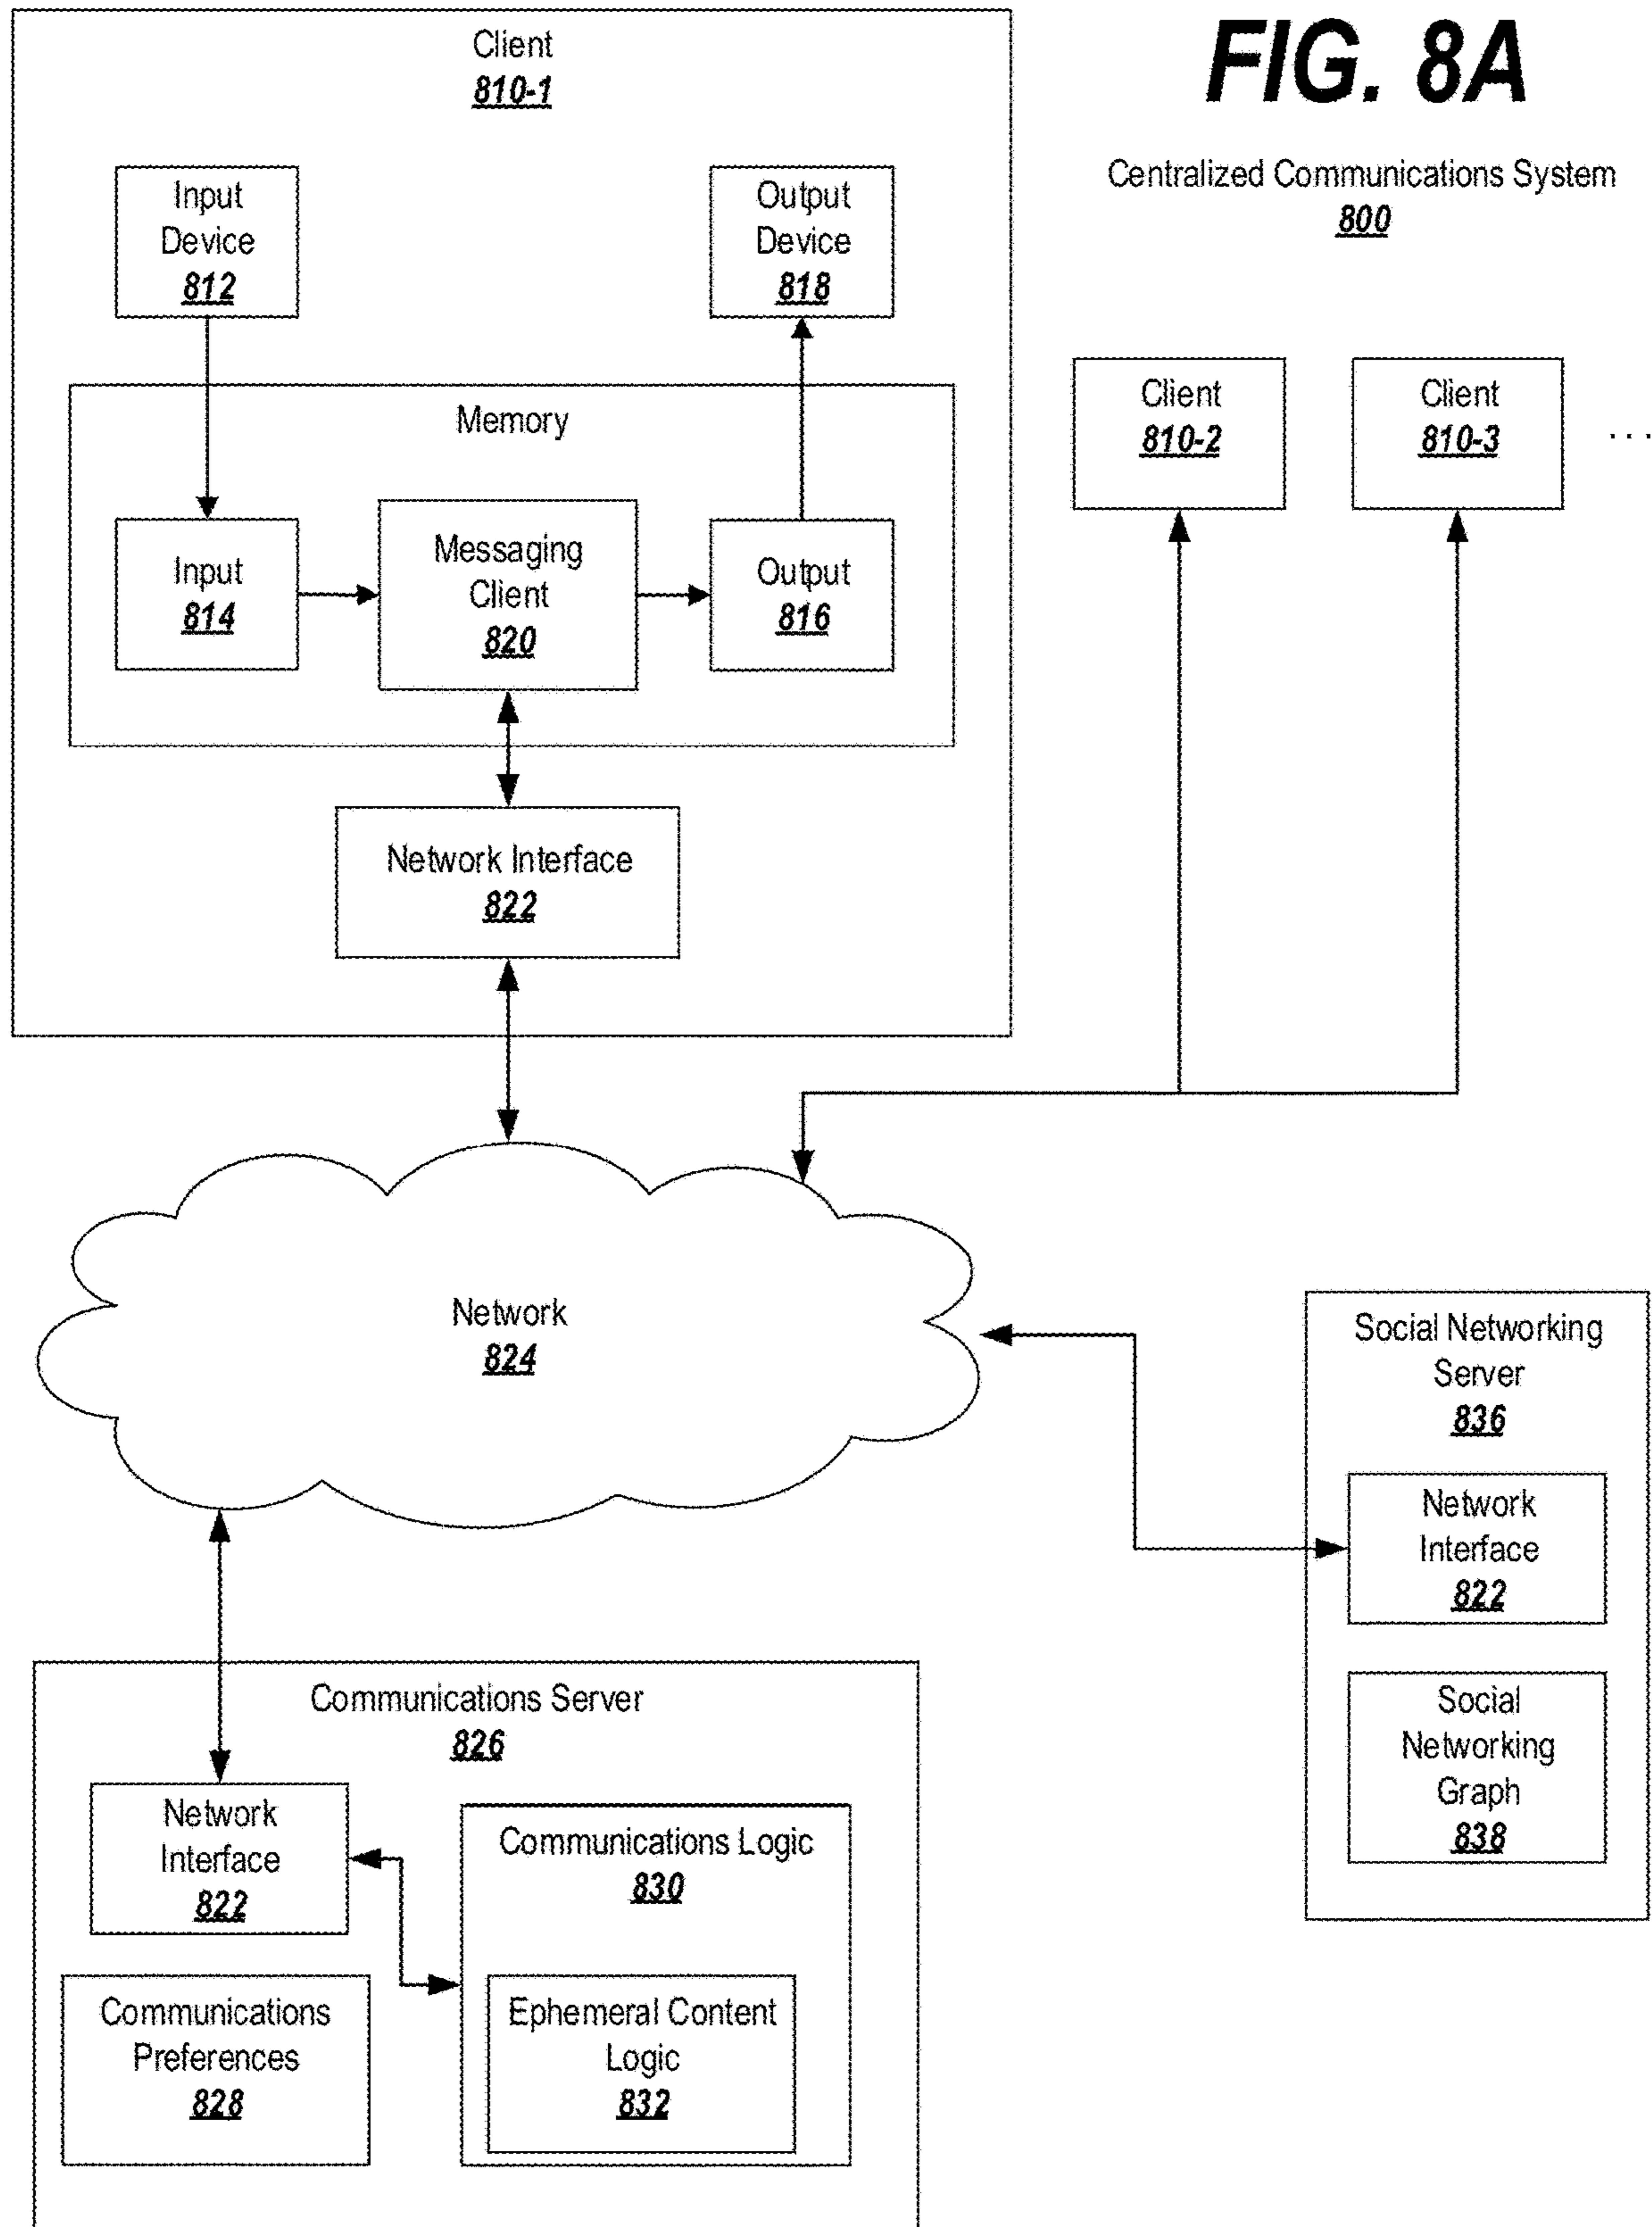 FIG. 8A
Centralized Communications System
800
Client
810-1
Input
Device
812
Output
Device
818
Memory
Input
814
Messaging
Client
820
Output
816
Network Interface
822
Client
810-2
Client
810-3
...
Network
824
Social Networking
Server
836
Network
Interface
822
Social
Networking
Graph
838
Communications Server
826
Network
Interface
822
Communications Logic
830
Communications
Preferences
828
Ephemeral Content
Logic
832